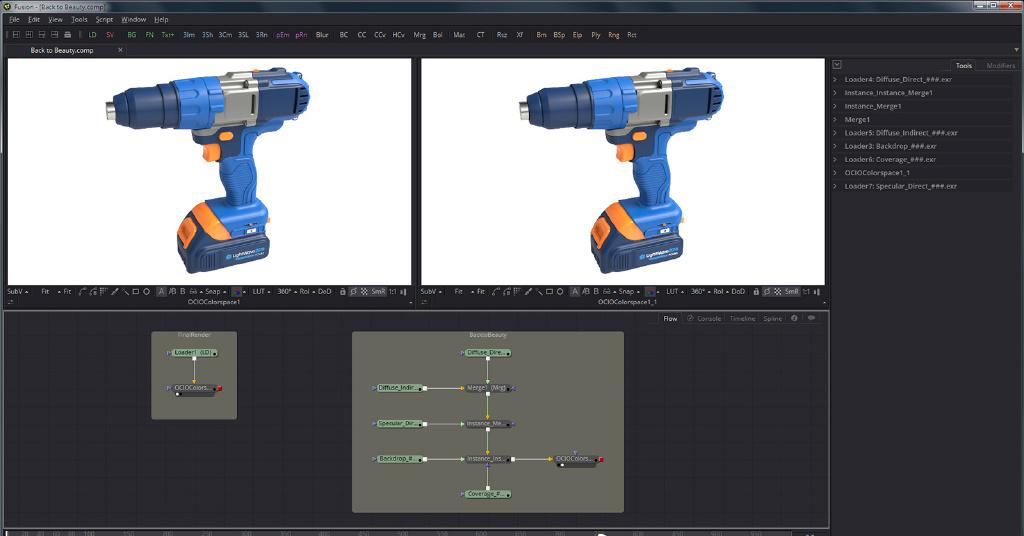 Fusion - [Back to Beauty.comp]
File Edit View Tools Script Window Help
LD SV BG FN Txt+ 3Im 3Sh 3Cm 3SL 3Rn pEm pRn Blur BC CC CCv HCv Mrg Bol Mat CT Rsz Xf Bm BSp Elp Ply Rng Rct
Back to Beauty.comp
Tools Modifiers
Loader4: Diffuse_Direct_###.exr
Instance_Instance_Merge1
Instance_Merge1
Merge1
Loader5: Diffuse_Indirect_###.exr
Loader3: Backdrop_###.exr
Loader6: Coverage_###.exr
OCIOColorspace1_1
Loader7: Specular_Direct_###.exr
LightWave
LightWave
SubV Fit Fit A A/B B Snap LUT 360° RoI DoD SmR 1:1
SubV Fit Fit A A/B B Snap LUT 360° RoI DoD SmR 1:1
OCIOColorspace1
OCIOColorspace1_1
Flow Console Timeline Spline
FinalRender
Loader1 (LD)
OCIOColors...
BacktoBeauty
Diffuse_Dire...
Diffuse_Indir...
Merge1 (Mrg)
Specular_Dir...
Instance_Me...
Backdrop_#...
Instance_Ins...
OCIOColors...
Coverage_#...